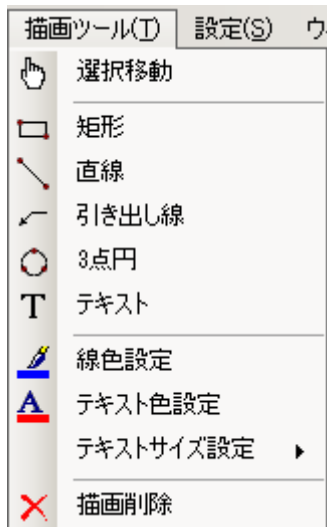 描画ツール(T) 設定(S)
選択移動
矩形
直線
引き出し線
3点円
T テキスト
線色設定
A テキスト色設定
テキストサイズ設定
描画削除